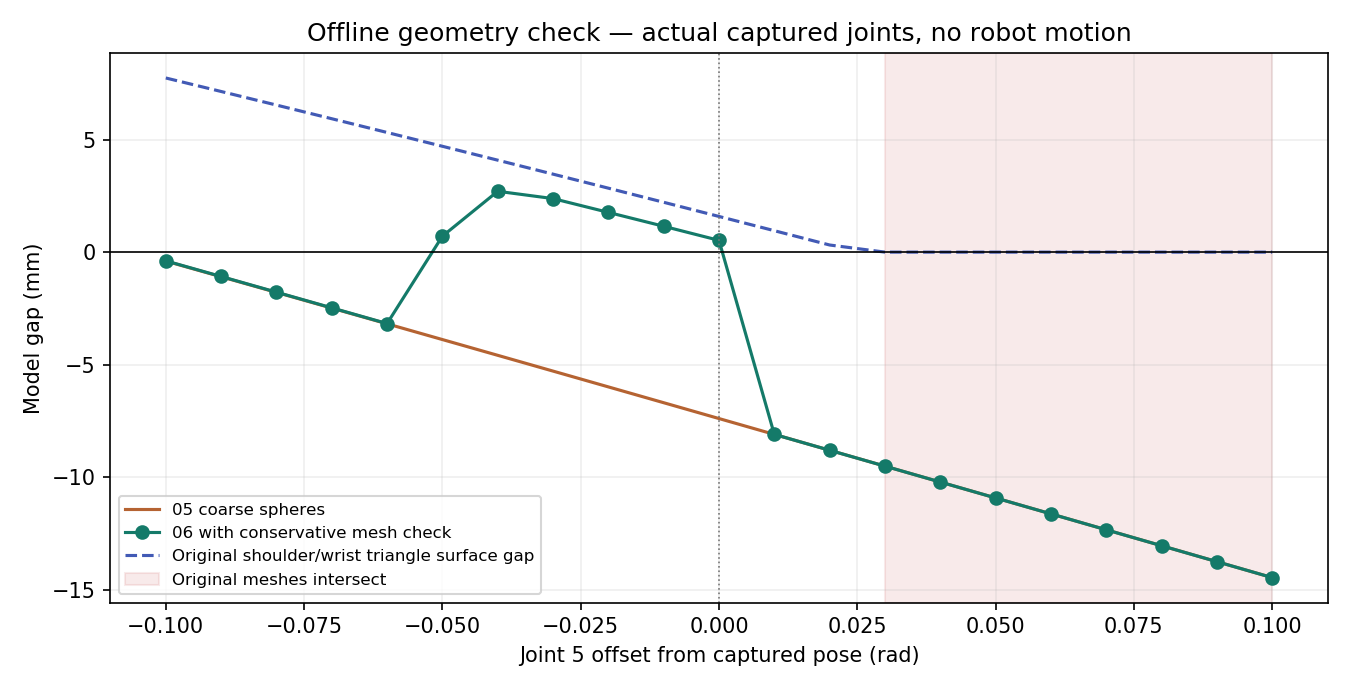 Offline geometry check — actual captured joints, no robot motion
Model gap (mm)
5
0
−5
−10
−15
05 coarse spheres
06 with conservative mesh check
Original shoulder/wrist triangle surface gap
Original meshes intersect
−0.100
−0.075
−0.050
−0.025
0.000
0.025
0.050
0.075
0.100
Joint 5 offset from captured pose (rad)